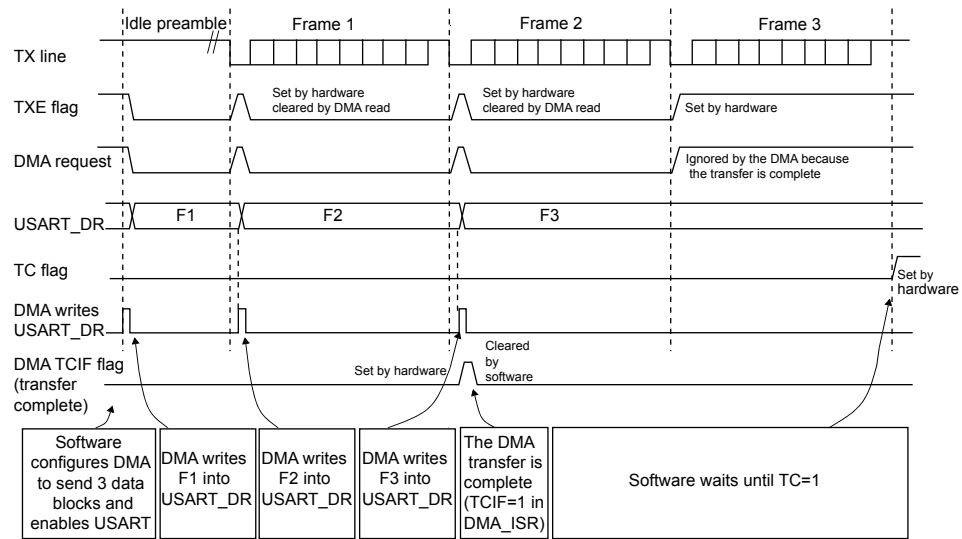 Idle preamble
Frame 1
Frame 2
Frame 3
TX line
TXE flag
Set by hardware
cleared by DMA read
Set by hardware
cleared by DMA read
Set by hardware
DMA request
Ignored by the DMA because
the transfer is complete
USART_DR
F1
F2
F3
TC flag
Set by
hardware
DMA writes
USART_DR
DMA TCIF flag
(transfer
complete)
Set by hardware
Cleared
by
software
Software
configures DMA
to send 3 data
blocks and
enables USART
DMA writes
F1 into
USART_DR
DMA writes
F2 into
USART_DR
DMA writes
F3 into
USART_DR
The DMA
transfer is
complete
(TCIF=1 in
DMA_ISR)
Software waits until TC=1